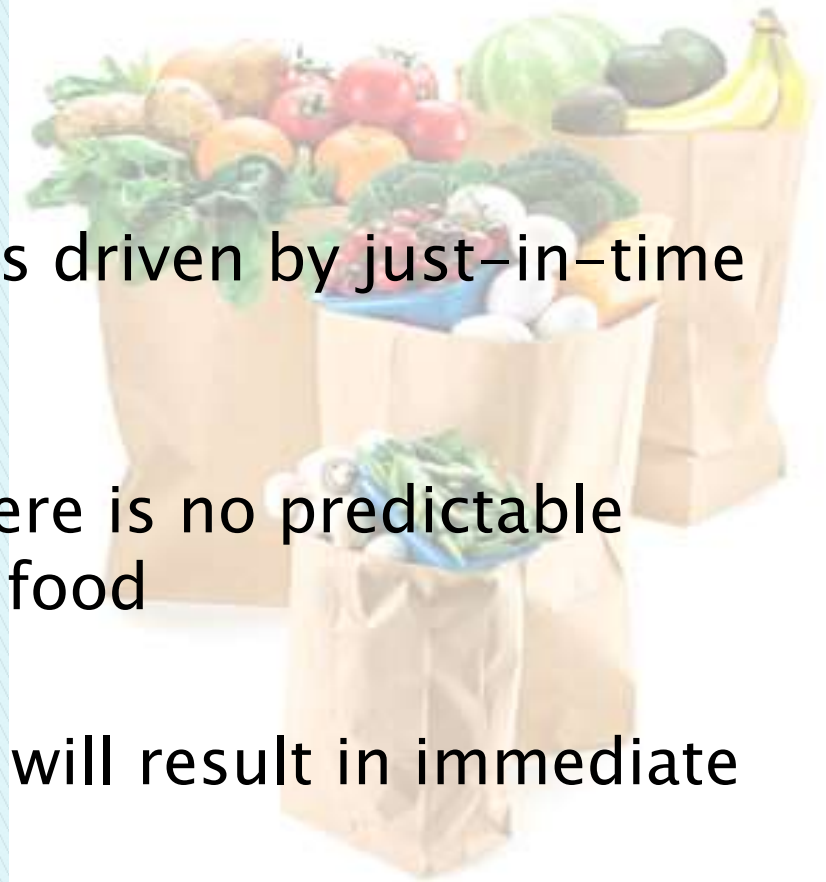 s driven by just-in-time
ere is no predictable
food
will result in immediate